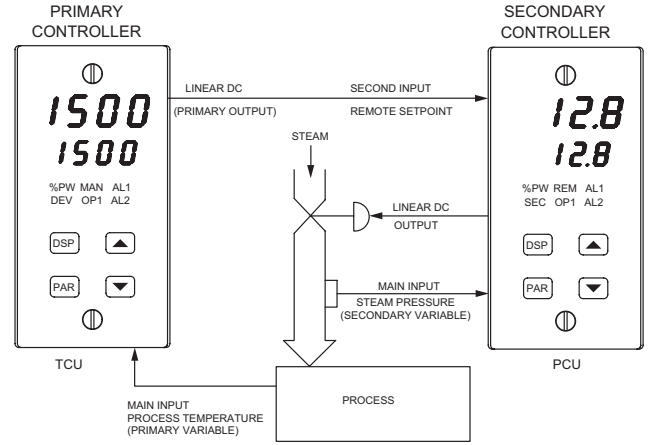 PRIMARY
CONTROLLER
SECONDARY
CONTROLLER
1500
1500
%PW MAN AL1
DEV OP1 AL2
DSP
PAR
TCU
LINEAR DC
(PRIMARY OUTPUT)
SECOND INPUT
REMOTE SETPOINT
STEAM
LINEAR DC
OUTPUT
MAIN INPUT
STEAM PRESSURE
(SECONDARY VARIABLE)
12.8
12.8
%PW REM AL1
SEC OP1 AL2
DSP
PAR
PCU
MAIN INPUT
PROCESS TEMPERATURE
(PRIMARY VARIABLE)
PROCESS